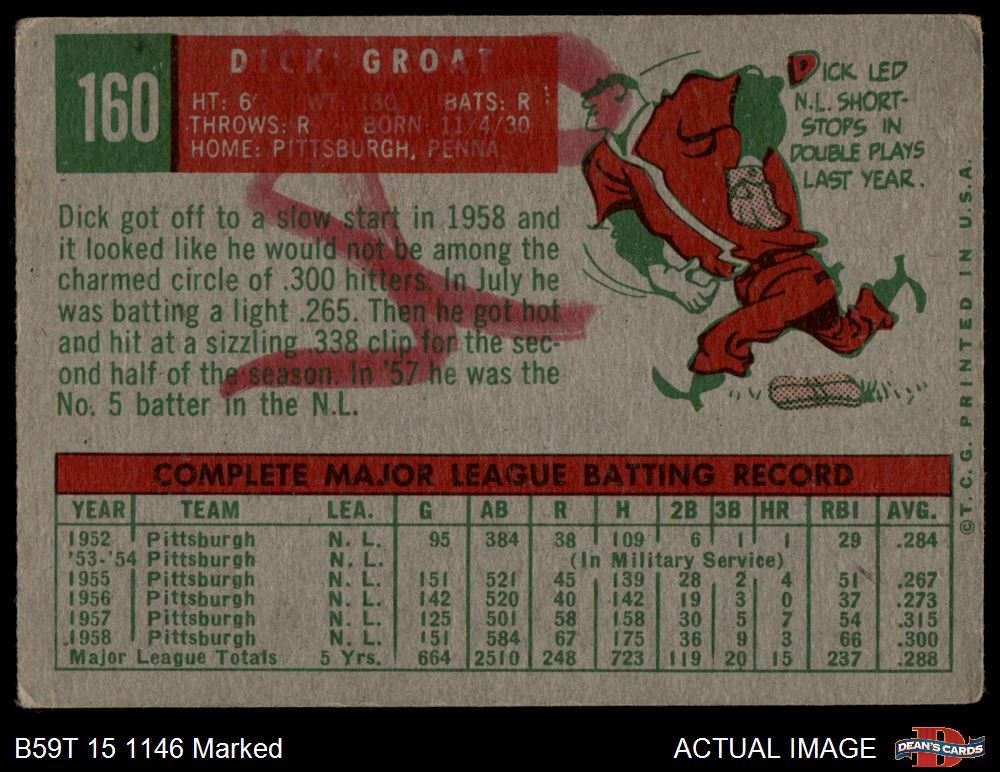 160
DICK GROAT
HT: 6' WT: 180 BATS: R
THROWS: R BORN: 11/4/30
HOME: PITTSBURGH, PENNA.
DICK LED
N.L. SHORT-
STOPS IN
DOUBLE PLAYS
LAST YEAR.
Dick got off to a slow start in 1958 and
it looked like he would not be among the
charmed circle of .300 hitters. In July he
was batting a light .265. Then he got hot
and hit at a sizzling .338 clip for the sec-
ond half of the season. In '57 he was the
No. 5 batter in the N.L.
©T.C.G. PRINTED IN U.S.A.
COMPLETE MAJOR LEAGUE BATTING RECORD
YEAR TEAM LEA. G AB R H 2B 3B HR RBI AVG.
1952 Pittsburgh N. L. 95 384 38 109 6 1 1 29 .284
'53-'54 Pittsburgh N. L. (In Military Service)
1955 Pittsburgh N. L. 151 521 45 139 28 2 4 51 .267
1956 Pittsburgh N. L. 142 520 40 142 19 3 0 37 .273
1957 Pittsburgh N. L. 125 501 58 158 30 5 7 54 .315
1958 Pittsburgh N. L. 151 584 67 175 36 9 3 66 .300
Major League Totals 5 Yrs. 664 2510 248 723 119 20 15 237 .288
B59T 15 1146 Marked
ACTUAL IMAGE
DEAN'S CARDS